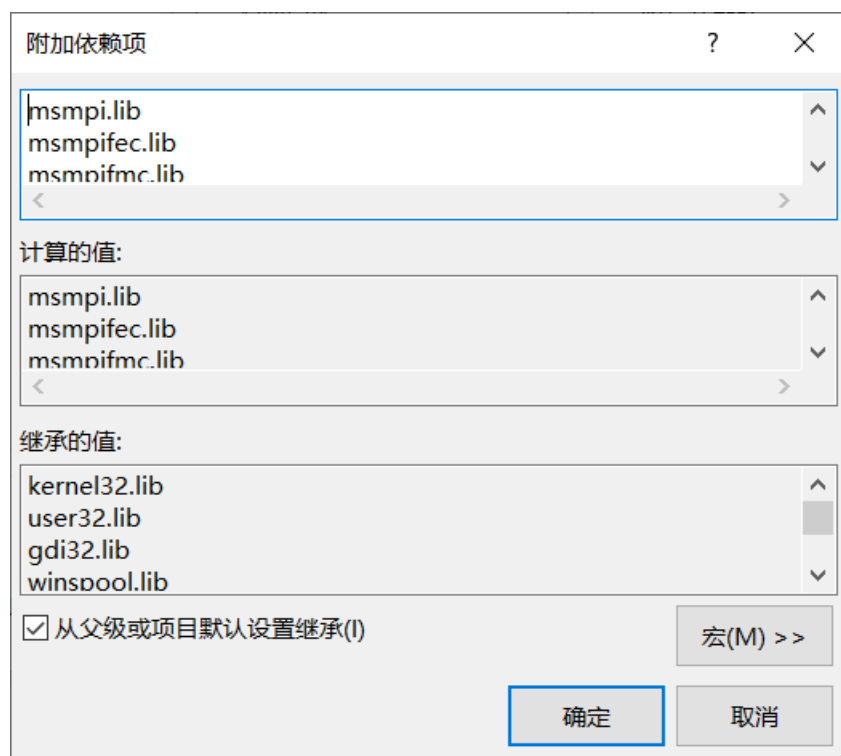 附加依赖项
?
msmpi.lib
msmpifec.lib
msmpifmc.lib
计算的值:
msmpi.lib
msmpifec.lib
msmpifmc.lib
继承的值:
kernel32.lib
user32.lib
gdi32.lib
winspool.lib
从父级或项目默认设置继承(I)
宏(M) >>
确定
取消